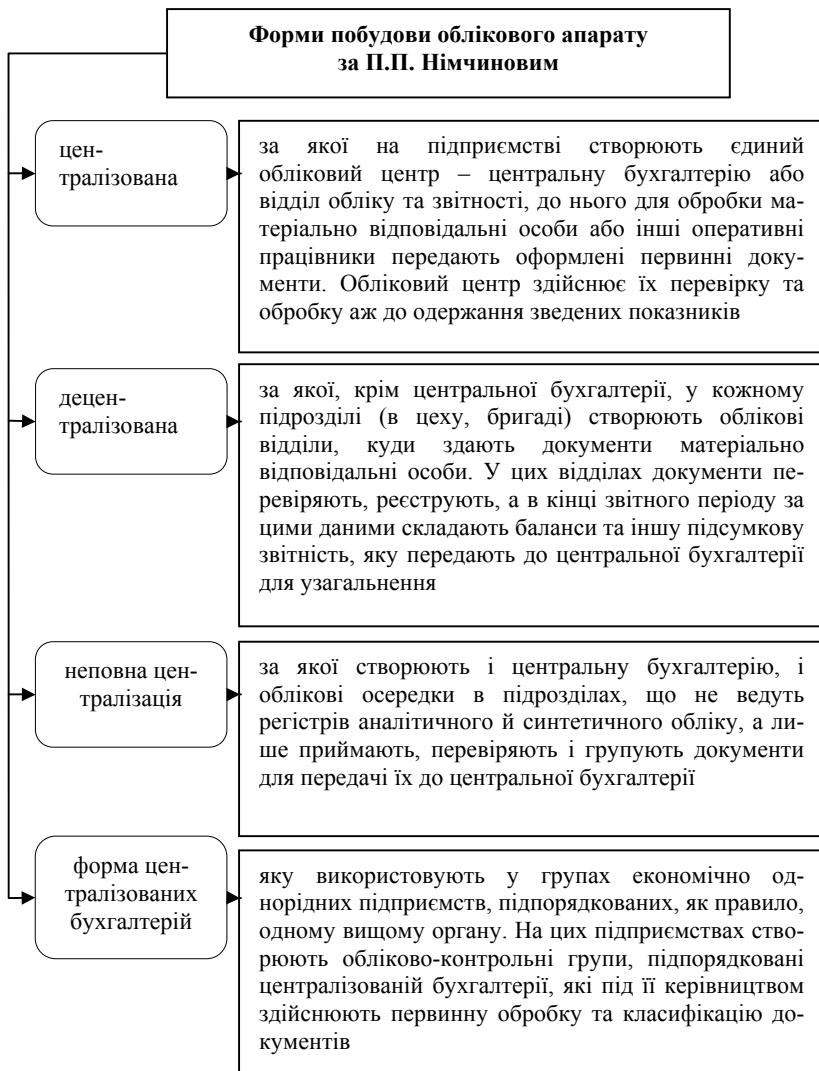 Форми побудови облікового апарату
за П.П. Німчиновим
цен-
тралізована
за якої на підприємстві створюють єдиний
обліковий центр – центральну бухгалтерію або
відділ обліку та звітності, до нього для обробки ма-
теріально відповідальні особи або інші оперативні
працівники передають оформлені первинні доку-
менти. Обліковий центр здійснює їх перевірку та
обробку аж до одержання зведених показників
децен-
тралізована
за якої, крім центральної бухгалтерії, у кожному
підрозділі (в цеху, бригаді) створюють облікові
відділи, куди здають документи матеріально
відповідальні особи. У цих відділах документи пе-
ревіряють, реєструють, а в кінці звітного періоду за
цими даними складають баланси та іншу підсумкову
звітність, яку передають до центральної бухгалтерії
для узагальнення
неповна цен-
тралізація
за якої створюють і центральну бухгалтерію, і
облікові осередки в підрозділах, що не ведуть
регістрів аналітичного й синтетичного обліку, а ли-
ше приймають, перевіряють і групують документи
для передачі їх до центральної бухгалтерії
форма цен-
тралізованих
бухгалтерій
яку використовують у групах економічно од-
норідних підприємств, підпорядкованих, як правило,
одному вищому органу. На цих підприємствах ство-
рюють обліково-контрольні групи, підпорядковані
централізованій бухгалтерії, які під її керівництвом
здійснюють первинну обробку та класифікацію до-
кументів